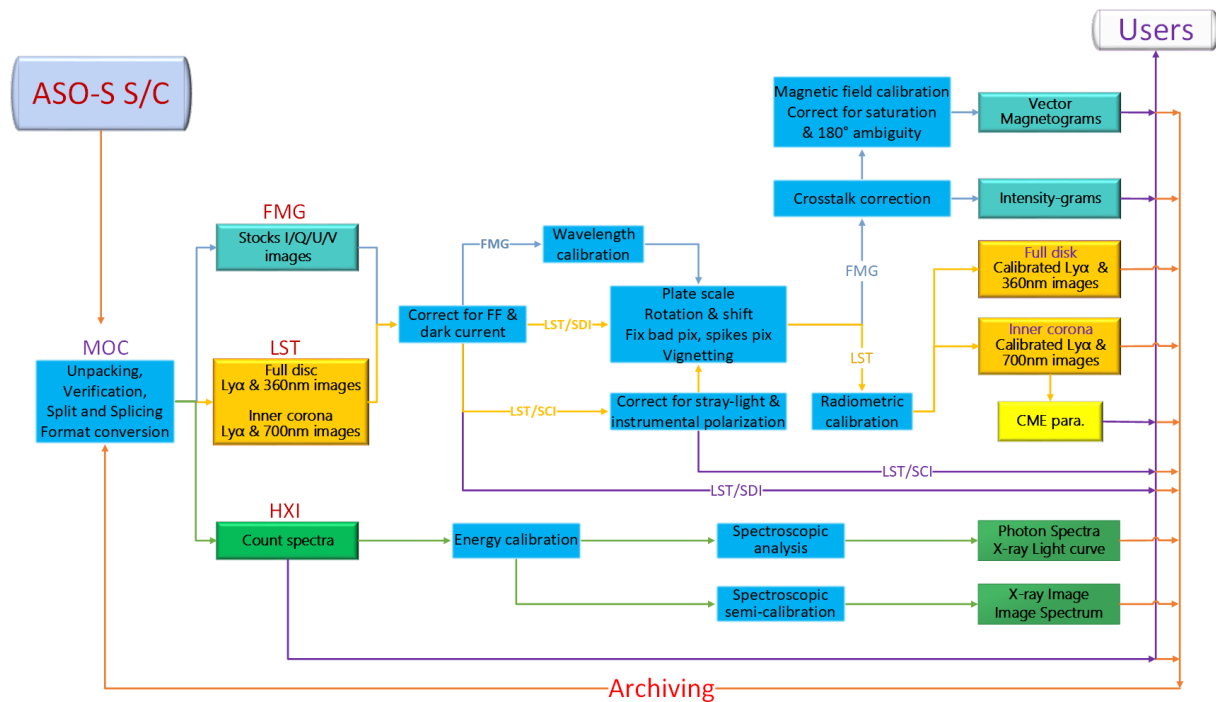 Users
ASO-S S/C
Magnetic field calibration
Correct for saturation
& 180° ambiguity
Vector
Magnetograms
FMG
Stocks I/Q/U/V
images
Crosstalk correction
Intensity-grams
FMG
Wavelength
calibration
FMG
Full disk
Calibrated Lyα &
360nm images
Correct for FF &
dark current
LST/SDI
Plate scale
Rotation & shift
Fix bad pix, spikes pix
Vignetting
LST
Inner corona
Calibrated Lyα &
700nm images
MOC
Unpacking,
Verification,
Split and Splicing
Format conversion
LST
Full disc
Lyα & 360nm images
Inner corona
Lyα & 700nm images
LST/SCI
Correct for stray-light &
instrumental polarization
Radiometric
calibration
CME para.
LST/SCI
LST/SDI
HXI
Count spectra
Energy calibration
Spectroscopic
analysis
Photon Spectra
X-ray Light curve
Spectroscopic
semi-calibration
X-ray Image
Image Spectrum
Archiving